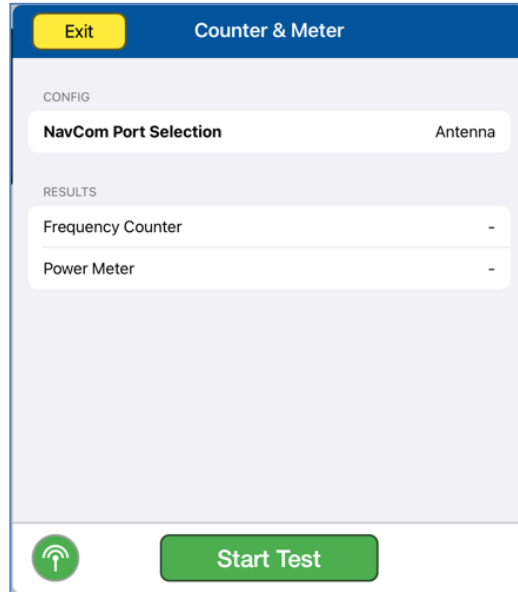 Exit
Counter & Meter
CONFIG
NavCom Port Selection Antenna
RESULTS
Frequency Counter -
Power Meter -
Start Test